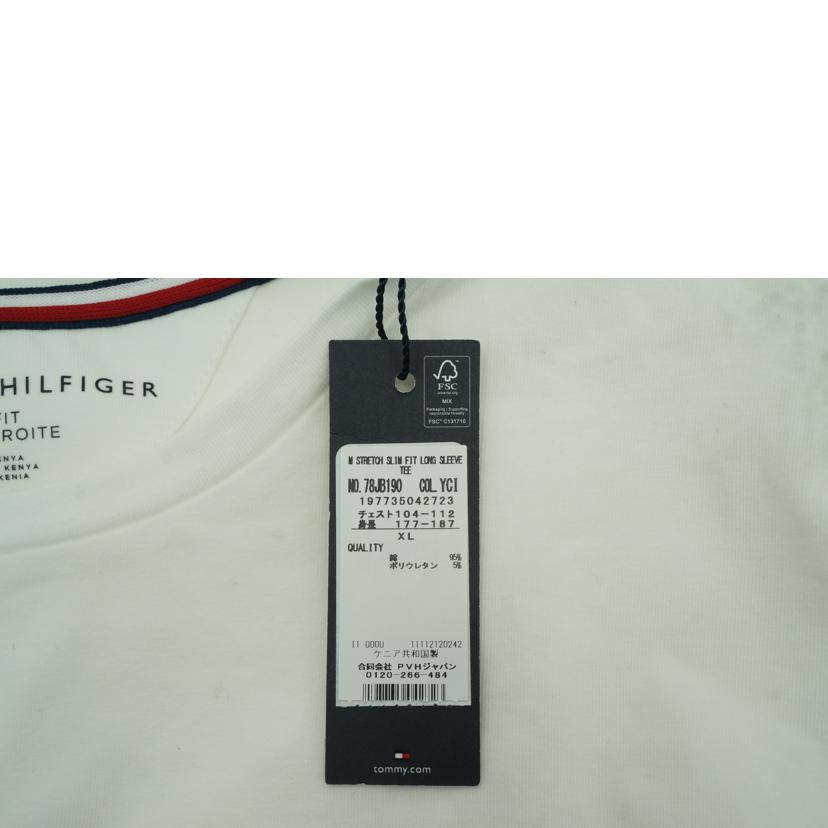 HILFIGER
FIT
ROITE
KENYA
KENIA
FSC
www.fsc.org
MIX
Packaging | Supporting
responsible forestry
FSC® C131710
M STRETCH SLIM FIT LONG SLEEVE
TEE
NO.78JB190 COL.YCI
197735042723
チェスト104-112
身長 177-187
XL
QUALITY
綿 95%
ポリウレタン 5%
11112120242
ケニア共和国製
合同会社 PVHジャパン
0120-266-484
tommy.com